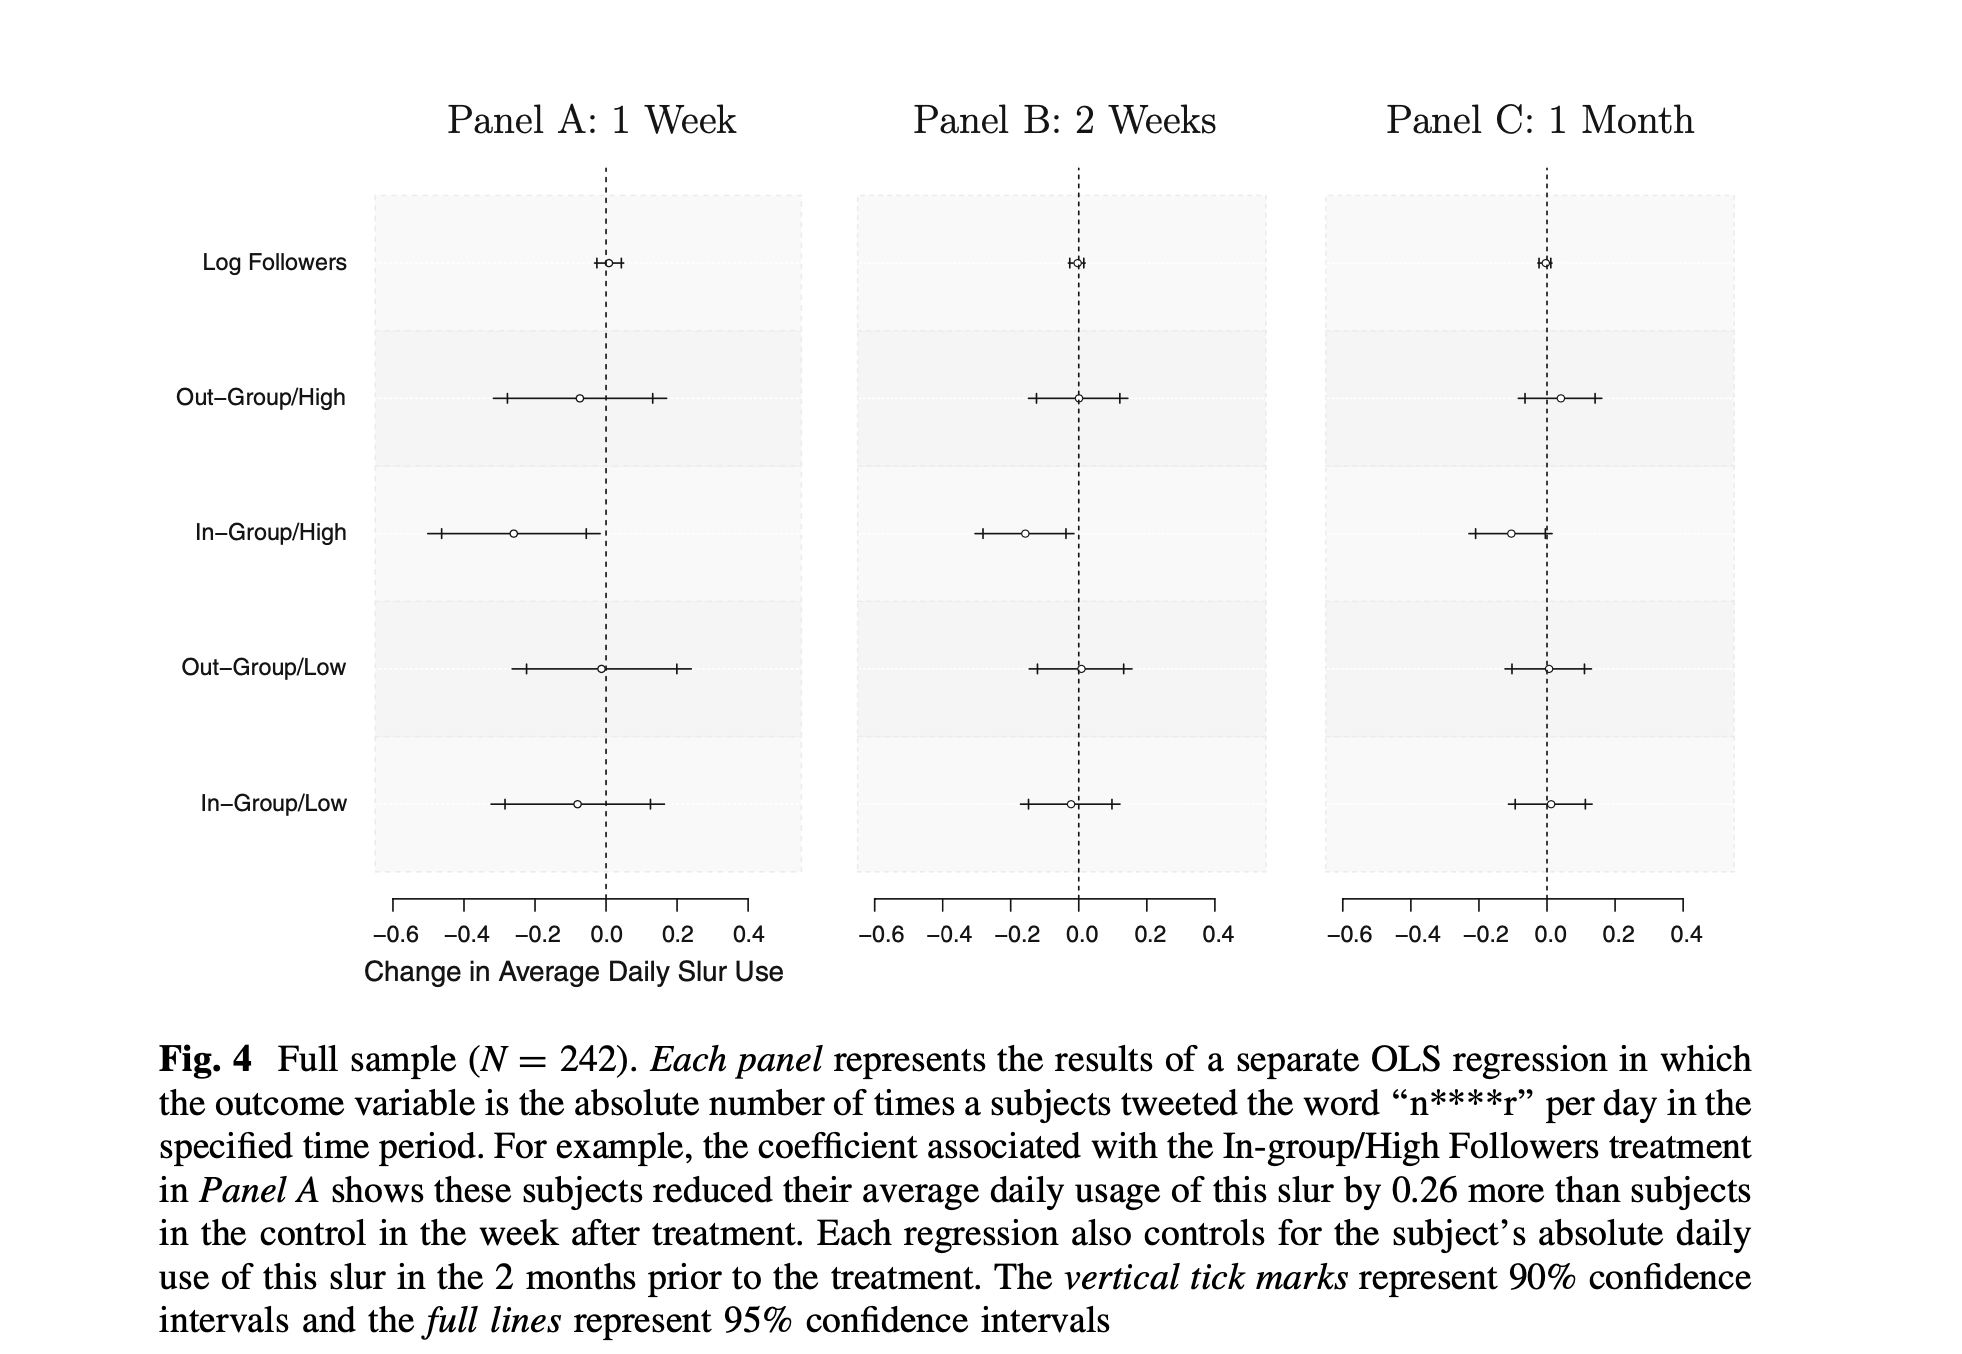 Panel A: 1 Week
Panel B: 2 Weeks
Panel C: 1 Month
Log Followers
Out–Group/High
In–Group/High
Out–Group/Low
In–Group/Low
−0.6 −0.4 −0.2 0.0 0.2 0.4
−0.6 −0.4 −0.2 0.0 0.2 0.4
−0.6 −0.4 −0.2 0.0 0.2 0.4
Change in Average Daily Slur Use
Fig. 4 Full sample (N = 242). Each panel represents the results of a separate OLS regression in which
the outcome variable is the absolute number of times a subjects tweeted the word “n****r” per day in the
specified time period. For example, the coefficient associated with the In-group/High Followers treatment
in Panel A shows these subjects reduced their average daily usage of this slur by 0.26 more than subjects
in the control in the week after treatment. Each regression also controls for the subject’s absolute daily
use of this slur in the 2 months prior to the treatment. The vertical tick marks represent 90% confidence
intervals and the full lines represent 95% confidence intervals